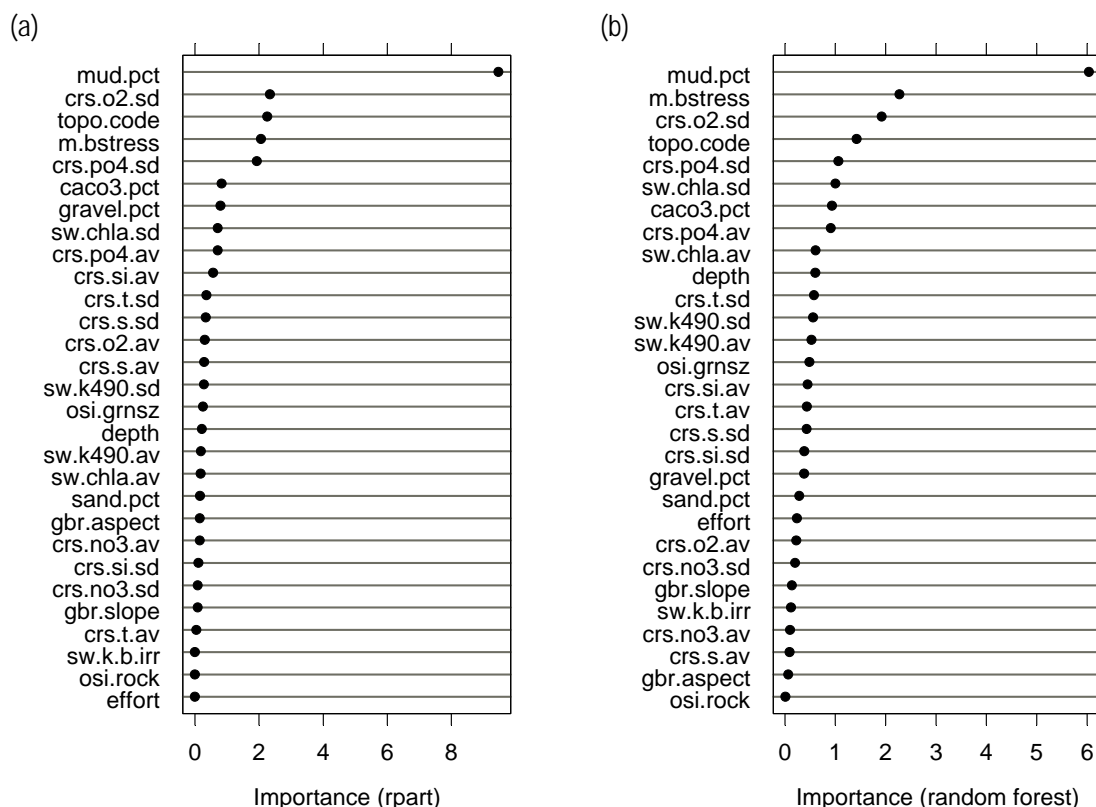 (a)
mud.pct
crs.o2.sd
topo.code
m.bstress
crs.po4.sd
caco3.pct
gravel.pct
sw.chla.sd
crs.po4.av
crs.si.av
crs.t.sd
crs.s.sd
crs.o2.av
crs.s.av
sw.k490.sd
osi.grnsz
depth
sw.k490.av
sw.chla.av
sand.pct
gbr.aspect
crs.no3.av
crs.si.sd
crs.no3.sd
gbr.slope
crs.t.av
sw.k.b.irr
osi.rock
effort
0 2 4 6 8
Importance (rpart)
(b)
mud.pct
m.bstress
crs.o2.sd
topo.code
crs.po4.sd
sw.chla.sd
caco3.pct
crs.po4.av
sw.chla.av
depth
crs.t.sd
sw.k490.sd
sw.k490.av
osi.grnsz
crs.si.av
crs.t.av
crs.s.sd
crs.si.sd
gravel.pct
sand.pct
effort
crs.o2.av
crs.no3.sd
gbr.slope
sw.k.b.irr
crs.no3.av
crs.s.av
gbr.aspect
osi.rock
0 1 2 3 4 5 6
Importance (random forest)